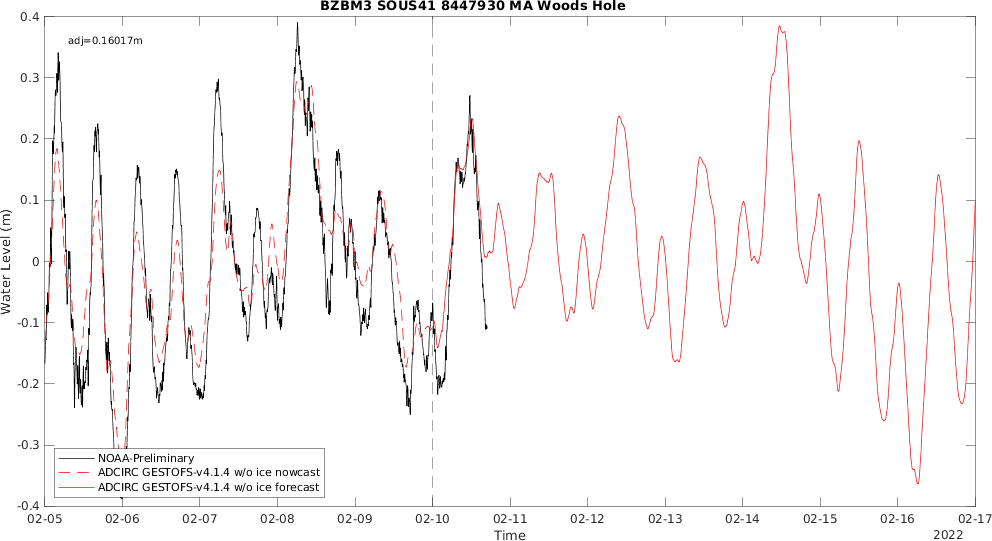 BZBM3 SOUS41 8447930 MA Woods Hole
adj=0.16017m
0.4
0.3
0.2
0.1
0
-0.1
-0.2
-0.3
-0.4
Water Level (m)
NOAA-Preliminary
ADCIRC GESTOFS-v4.1.4 w/o ice nowcast
ADCIRC GESTOFS-v4.1.4 w/o ice forecast
02-05 02-06 02-07 02-08 02-09 02-10 02-11 02-12 02-13 02-14 02-15 02-16 02-17
Time
2022